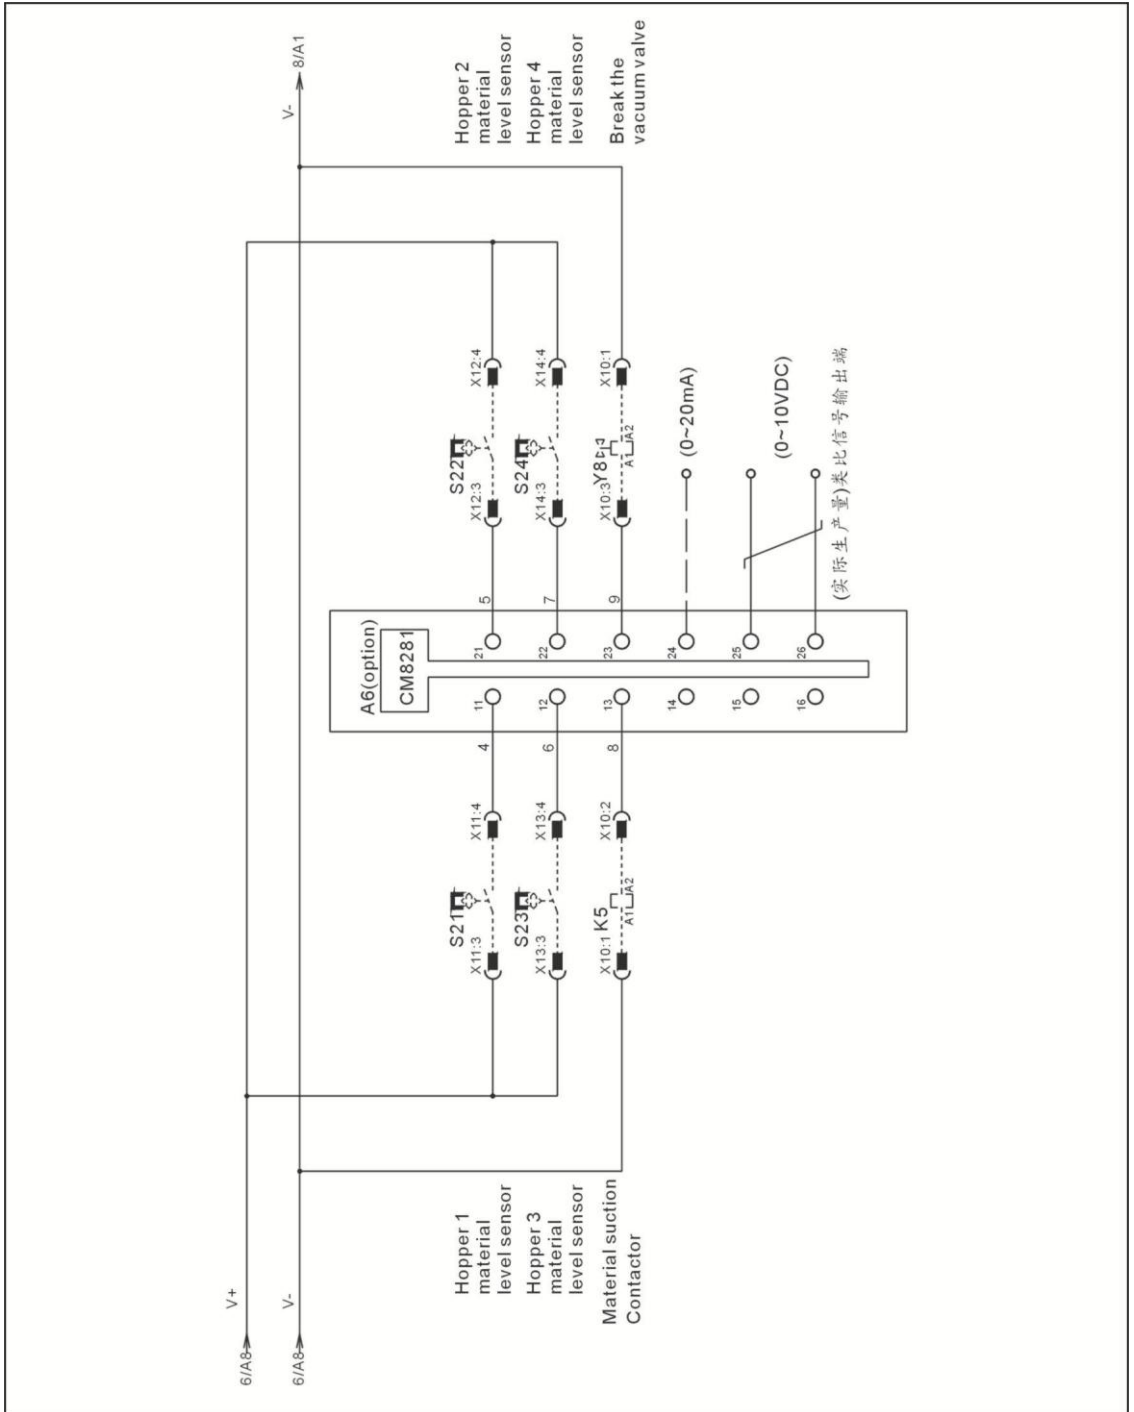 6/A8
V+
6/A8
V-
V-
8/A1
Hopper 1
material
level sensor
Hopper 3
material
level sensor
Material suction
Contactor
S21
X11:3
X11:4
4
S23
X13:3
X13:4
6
K5
X10:1
A1
A2
X10:2
8
A6(option)
CM8281
11
21
12
22
13
23
14
24
15
25
16
26
5
X12:3
S22
X12:4
7
X14:3
S24
X14:4
9
X10:3
Y8
A
A2
X10:1
(0~20mA)
(0~10VDC)
(实际生产量)类比信号输出端
Hopper 2
material
level sensor
Hopper 4
material
level sensor
Break the
vacuum valve